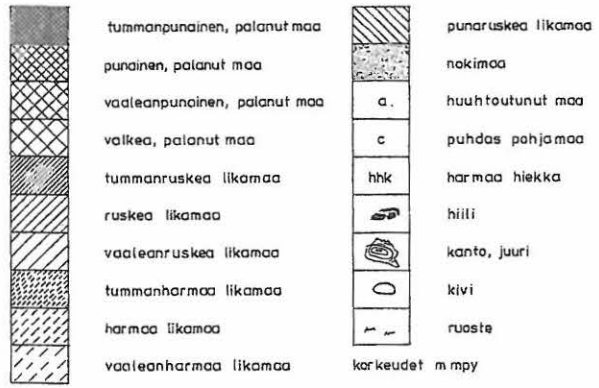 tummanpunainen, palanut maa
punainen, palanut maa
vaaleanpunainen, palanut maa
valkea, palanut maa
tummanruskea likamaa
ruskea likamaa
vaaleanruskea likamaa
tummanharmaa likamaa
harmaa likamaa
vaaleanharmaa likamaa
punaruskea likamaa
nokimaa
a. huuhtoutunut maa
c puhdas pohjamaa
hhk harmaa hiekka
hiili
kanto, juuri
kivi
ruoste
korkeudet m mpy